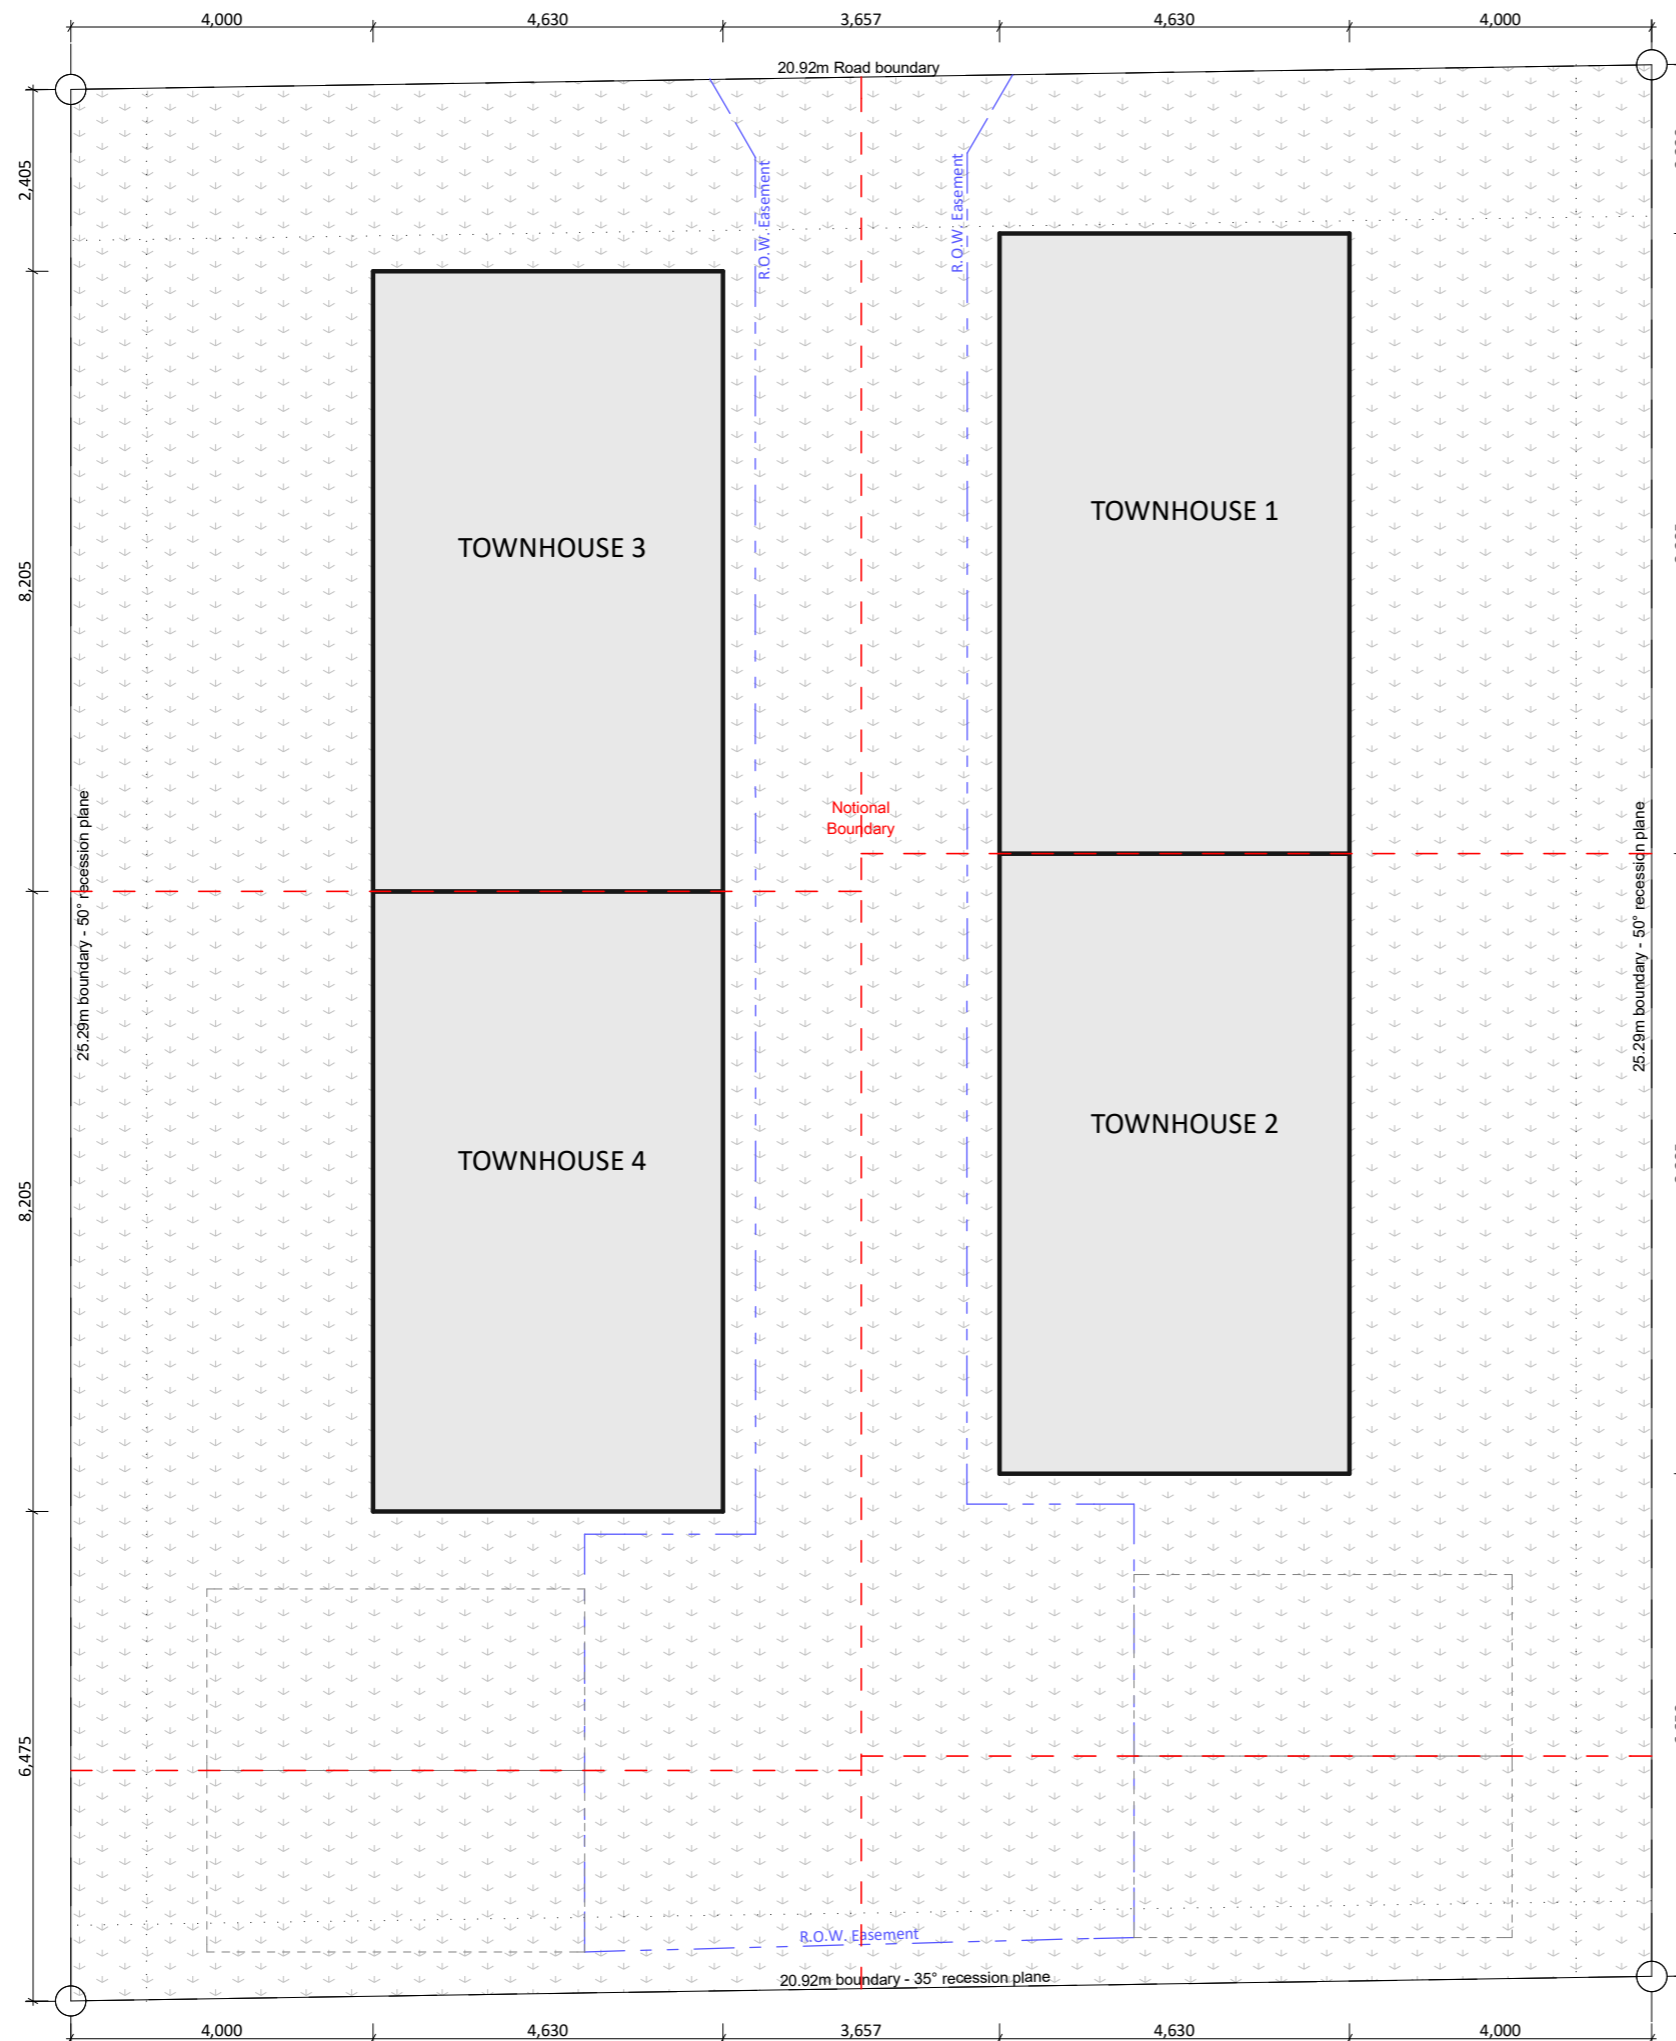 4,000 4,630 3,657 4,630 4,000
20.92m Road boundary
2,405
R.O.W. Easement
R.O.W. Easement
TOWNHOUSE 1
TOWNHOUSE 3
8,205
Notional
Boundary
25.29m boundary - 50° recession plane
25.29m boundary - 50° recession plane
TOWNHOUSE 2
TOWNHOUSE 4
8,205
6,475
R.O.W. Easement
20.92m boundary - 35° recession plane
4,000 4,630 3,657 4,630 4,000